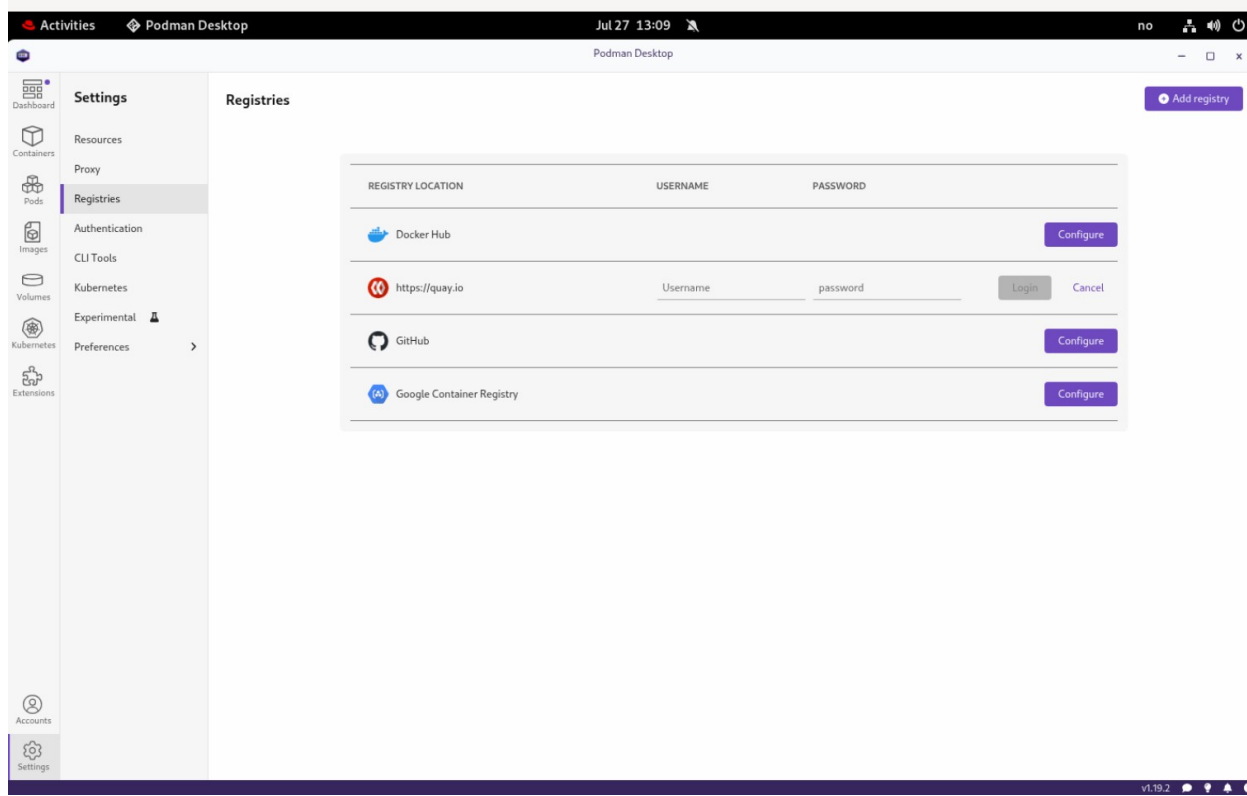 Activities Podman Desktop Jul 27 13:09 no
Podman Desktop
Dashboard
Containers
Pods
Images
Volumes
Kubernetes
Extensions
Accounts
Settings
Settings
Resources
Proxy
Registries
Authentication
CLI Tools
Kubernetes
Experimental
Preferences
Registries
Add registry
REGISTRY LOCATION USERNAME PASSWORD
Docker Hub Configure
https://quay.io Username password Login Cancel
GitHub Configure
Google Container Registry Configure
v1.19.2